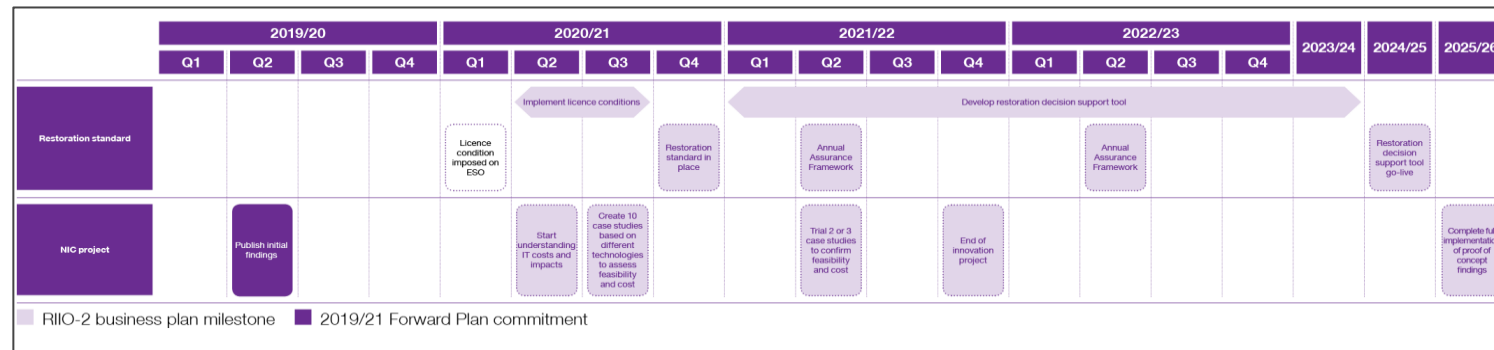 2019/20 2020/21 2021/22 2022/23 2023/24 2024/25 2025/26
Q1 Q2 Q3 Q4 Q1 Q2 Q3 Q4 Q1 Q2 Q3 Q4 Q1 Q2 Q3 Q4
Restoration standard
Implement licence conditions
Develop restoration decision support tool
Licence
condition
imposed on
ESO
Restoration
standard in
place
Annual
Assurance
Framework
Annual
Assurance
Framework
Restoration
decision
support tool
go-live
NIC project
Publish initial
findings
Start
understanding
IT costs and
impacts
Create 10
case studies
based on
different
technologies
to assess
feasibility
and cost
Trial 2 or 3
case studies
to confirm
feasibility
and cost
End of
innovation
project
Complete full
implementation
of proof of
concept
findings
RIIO-2 business plan milestone
2019/21 Forward Plan commitment